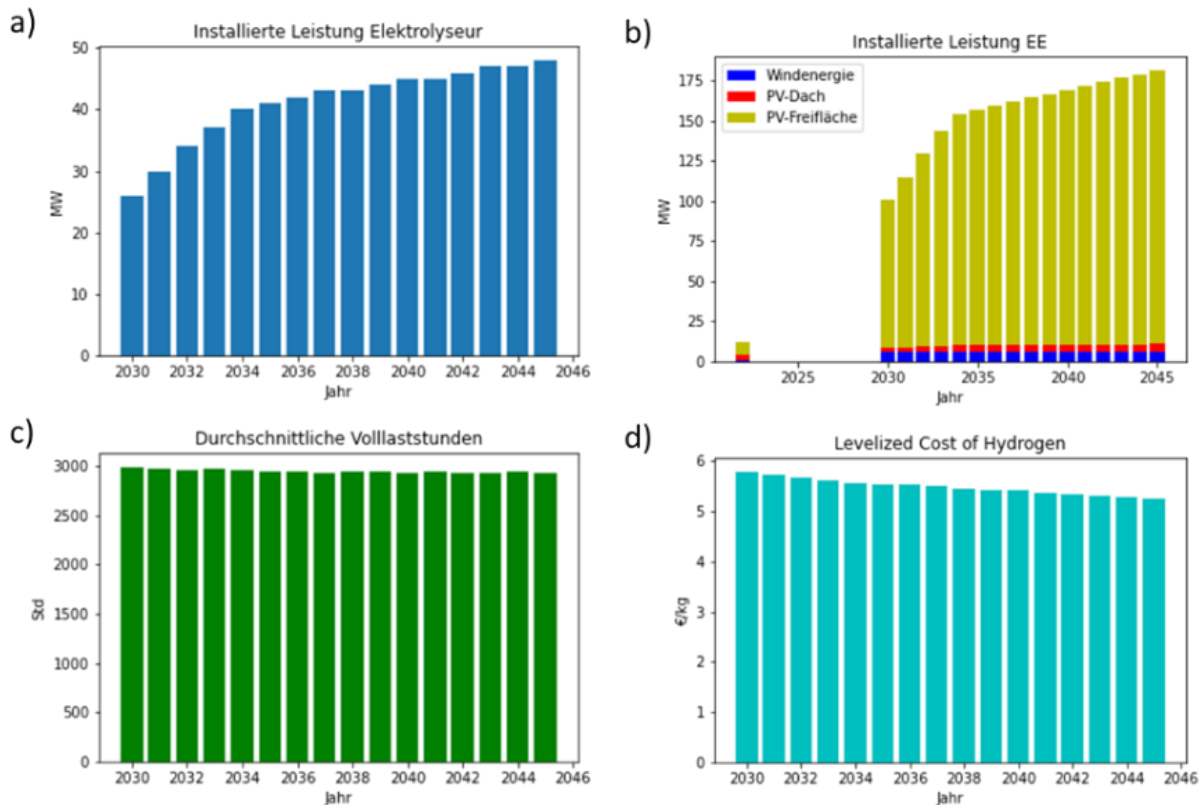 a)
Installierte Leistung Elektrolyseur
50
40
30
20
10
0
MW
2030 2032 2034 2036 2038 2040 2042 2044 2046
Jahr
b)
Installierte Leistung EE
Windenergie
PV-Dach
PV-Freifläche
175
150
125
100
75
50
25
0
MW
2025 2030 2035 2040 2045
Jahr
c)
Durchschnittliche Volllaststunden
3000
2500
2000
1500
1000
500
0
Std
2030 2032 2034 2036 2038 2040 2042 2044 2046
Jahr
d)
Levelized Cost of Hydrogen
6
5
4
3
2
1
0
€/kg
2030 2032 2034 2036 2038 2040 2042 2044 2046
Jahr